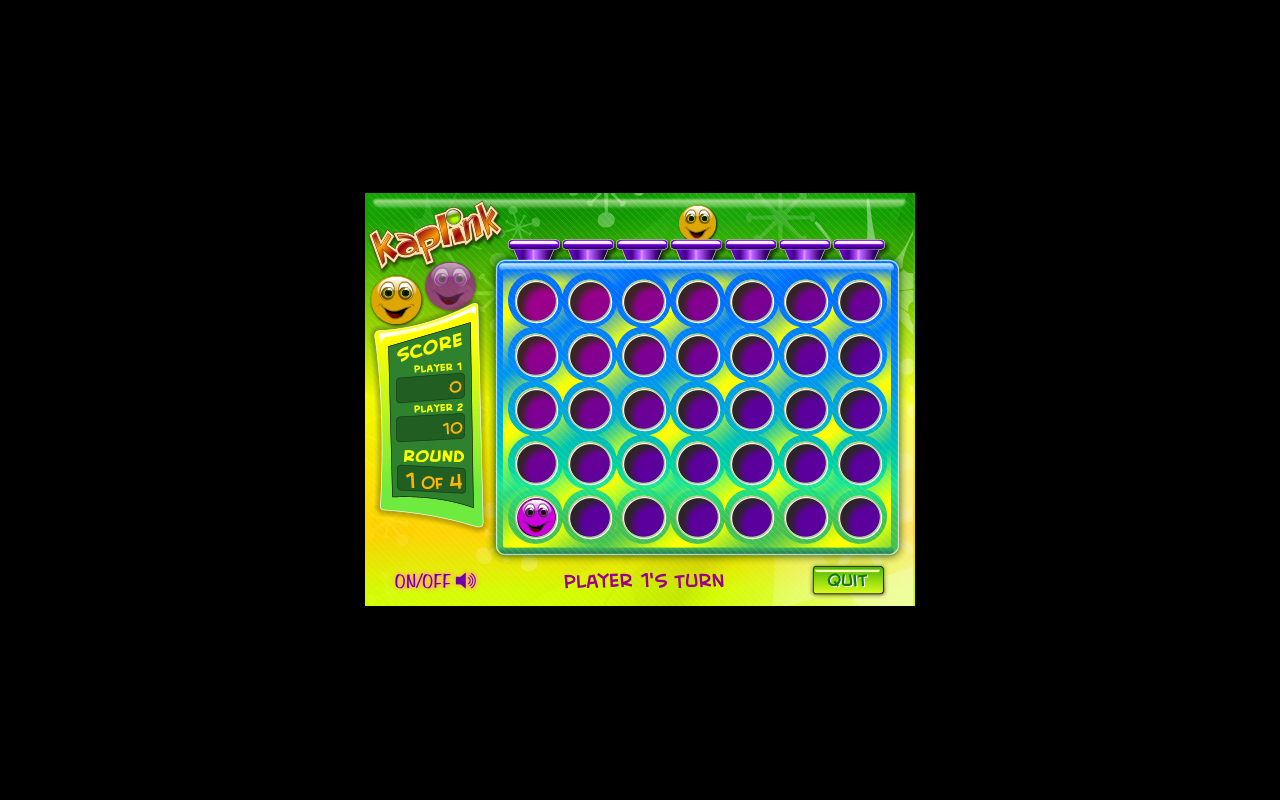 Kaplink
SCORE
PLAYER 1
0
PLAYER 2
10
ROUND
1 OF 4
ON/OFF
PLAYER 1'S TURN
QUIT